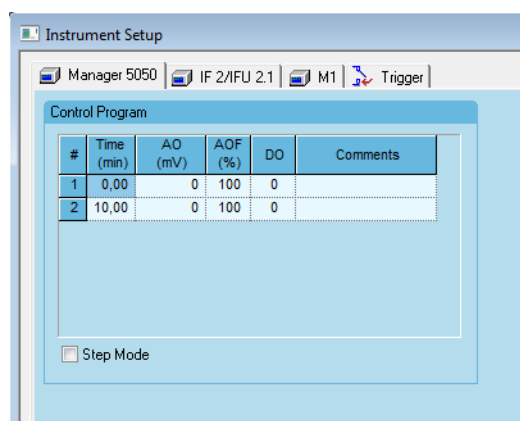 Instrument Setup
Manager 5050 IF 2/IFU 2.1 M1 Trigger
Control Program
# Time (min) AO (mV) AOF (%) DO Comments
1 0,00 0 100 0
2 10,00 0 100 0
Step Mode